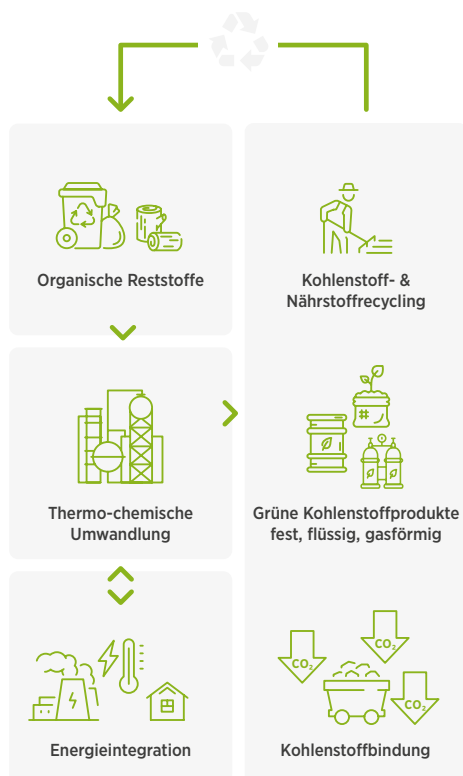 Organische Reststoffe
Kohlenstoff- &
Nährstoffrecycling
Thermo-chemische
Umwandlung
Grüne Kohlenstoffprodukte
fest, flüssig, gasförmig
CO₂
CO₂
CO₂
Energieintegration
Kohlenstoffbindung